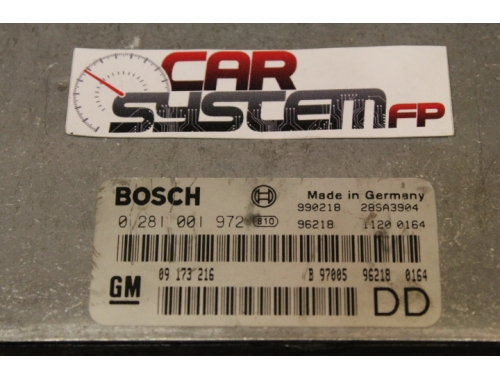 CAR
SYSTEM FP
BOSCH Made in Germany
990218 28SA3904
0 281 001 972 B10 96218 1120 0164
09 173 216 B 97005 96218 0164
GM DD